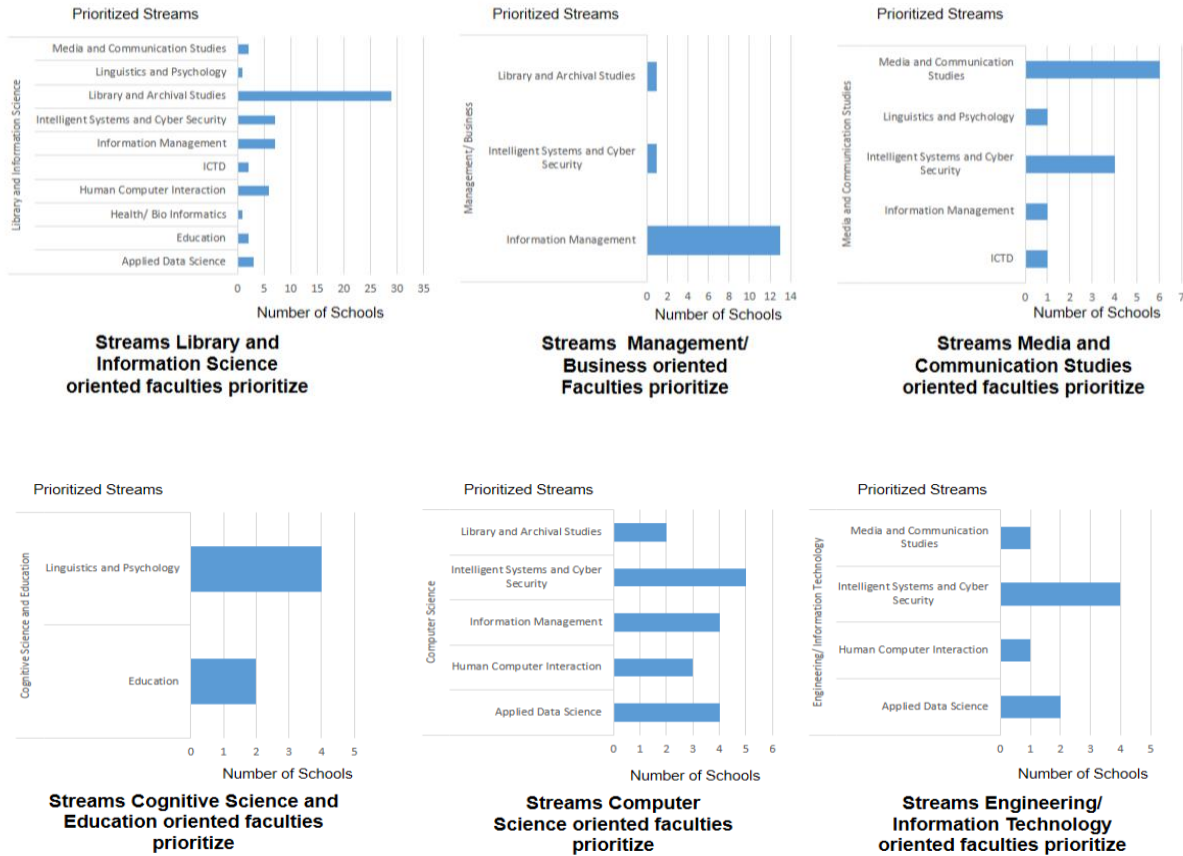 Prioritized Streams
Library and Information Science
Media and Communication Studies
Linguistics and Psychology
Library and Archival Studies
Intelligent Systems and Cyber Security
Information Management
ICTD
Human Computer Interaction
Health/ Bio Informatics
Education
Applied Data Science
0 5 10 15 20 25 30 35
Number of Schools
Streams Library and
Information Science
oriented faculties prioritize
Prioritized Streams
Management/ Business
Library and Archival Studies
Intelligent Systems and Cyber
Security
Information Management
0 2 4 6 8 10 12 14
Number of Schools
Streams Management/
Business oriented
Faculties prioritize
Prioritized Streams
Media and Communication Studies
Media and Communication
Studies
Linguistics and Psychology
Intelligent Systems and Cyber
Security
Information Management
ICTD
0 1 2 3 4 5 6 7
Number of Schools
Streams Media and
Communication Studies
oriented faculties prioritize
Prioritized Streams
Cognitive Science and Education
Linguistics and Psychology
Education
0 1 2 3 4 5
Number of Schools
Streams Cognitive Science and
Education oriented faculties
prioritize
Prioritized Streams
Computer Science
Library and Archival Studies
Intelligent Systems and Cyber
Security
Information Management
Human Computer Interaction
Applied Data Science
0 1 2 3 4 5 6
Number of Schools
Streams Computer
Science oriented faculties
prioritize
Prioritized Streams
Engineering/ Information Technology
Media and Communication
Studies
Intelligent Systems and Cyber
Security
Human Computer Interaction
Applied Data Science
0 1 2 3 4 5
Number of Schools
Streams Engineering/
Information Technology
oriented faculties prioritize